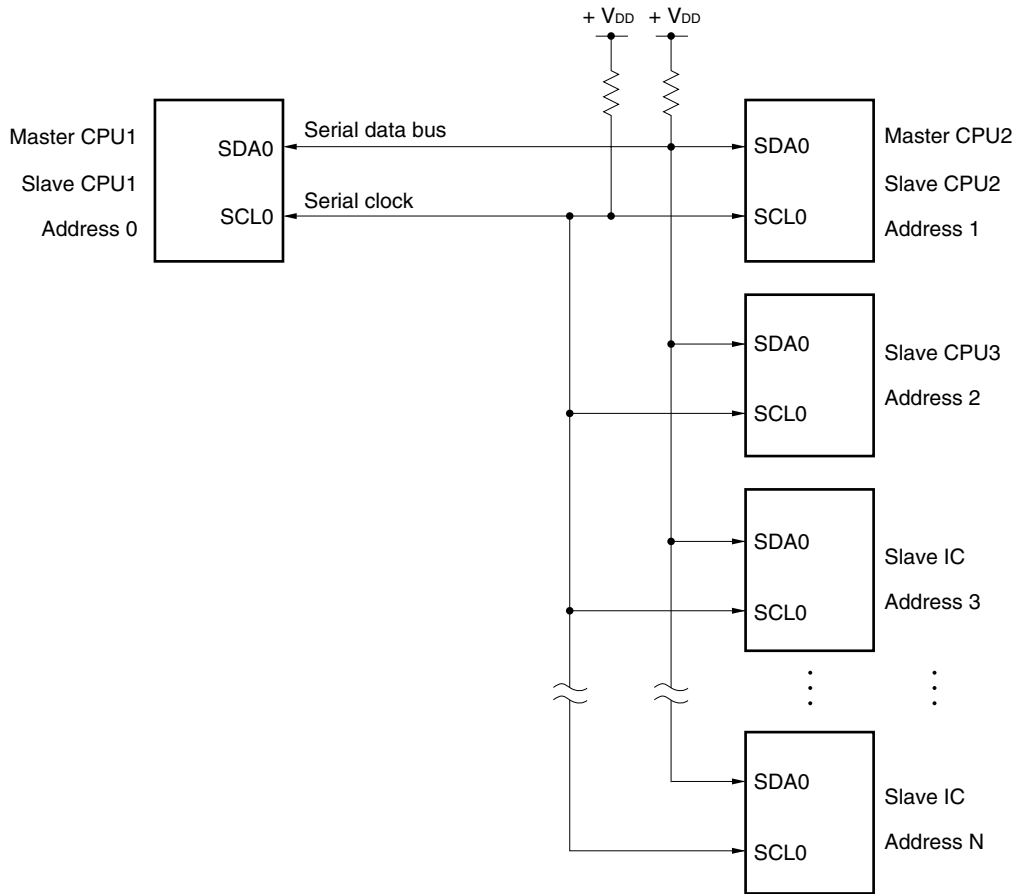 + VDD
+ VDD
Master CPU1
Slave CPU1
Address 0
SDA0
SCL0
Serial data bus
Serial clock
SDA0
SCL0
Master CPU2
Slave CPU2
Address 1
SDA0
SCL0
Slave CPU3
Address 2
SDA0
SCL0
Slave IC
Address 3
SDA0
SCL0
Slave IC
Address N